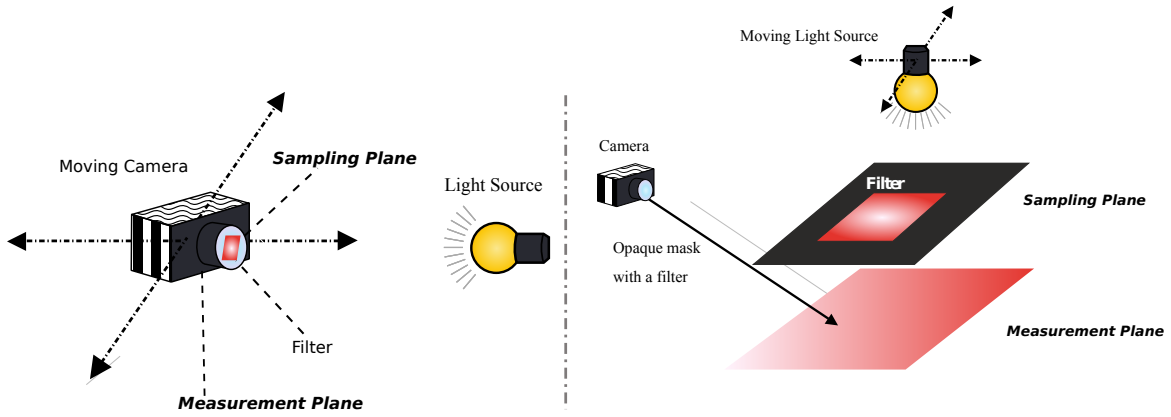 Moving Camera
Sampling Plane
Light Source
Filter
Measurement Plane
Moving Light Source
Camera
Filter
Sampling Plane
Opaque mask
with a filter
Measurement Plane